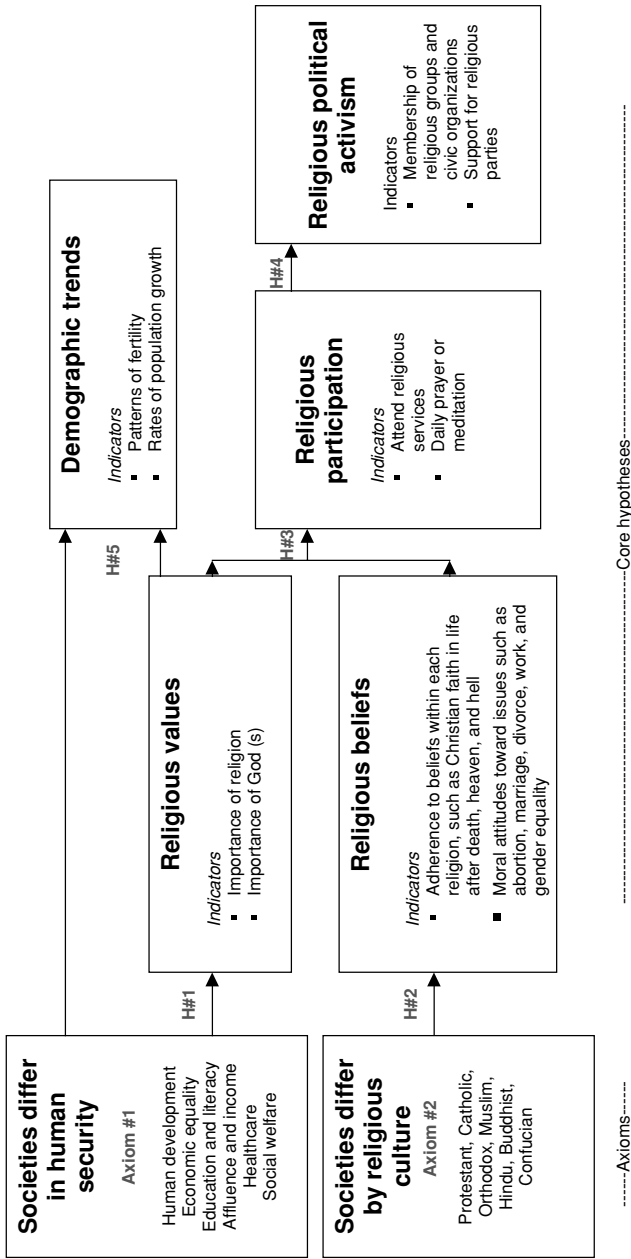 Societies differ
in human
security
Axiom #1
Human development
Economic equality
Education and literacy
Affluence and income
Healthcare
Social welfare
Societies differ
by religious
culture
Axiom #2
Protestant, Catholic,
Orthodox, Muslim,
Hindu, Buddhist,
Confucian
H#1
H#2
Religious values
Indicators
▪ Importance of religion
▪ Importance of God (s)
Religious beliefs
Indicators
▪ Adherence to beliefs within each
religion, such as Christian faith in life
after death, heaven, and hell
▪ Moral attitudes toward issues such as
abortion, marriage, divorce, work, and
gender equality
H#5
H#3
Demographic trends
Indicators
▪ Patterns of fertility
▪ Rates of population growth
Religious
participation
Indicators
▪ Attend religious
services
▪ Daily prayer or
meditation
H#4
Religious political
activism
Indicators
▪ Membership of
religious groups and
civic organizations
▪ Support for religious
parties
------Axioms------
------Core hypotheses------